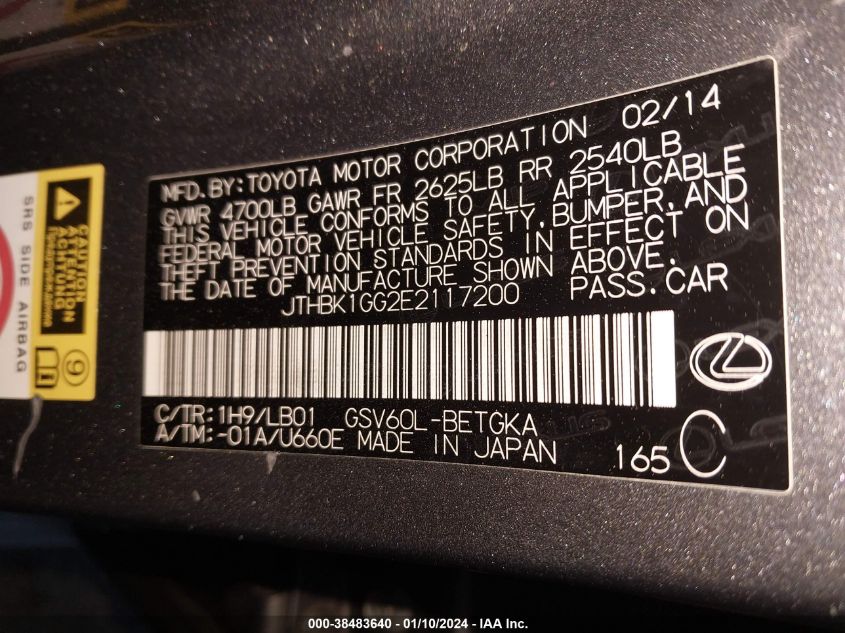 MFD. BY: TOYOTA MOTOR CORPORATION 02/14
GVWR 4700LB GAWR FR 2625LB RR 2540LB
THIS VEHICLE CONFORMS TO ALL APPLICABLE
FEDERAL MOTOR VEHICLE SAFETY, BUMPER, AND
THEFT PREVENTION STANDARDS IN EFFECT ON
THE DATE OF MANUFACTURE SHOWN ABOVE.
JTHBK1GG2E2117200 PASS. CAR
C/TR: 1H9/LB01 GSV60L-BETGKA
A/TM: -01A/U660E MADE IN JAPAN
165 C
SRS SIDE AIRBAG
CAUTION
ATTENTION
ACHTUNG
9
000-38483640 - 01/10/2024 - IAA Inc.